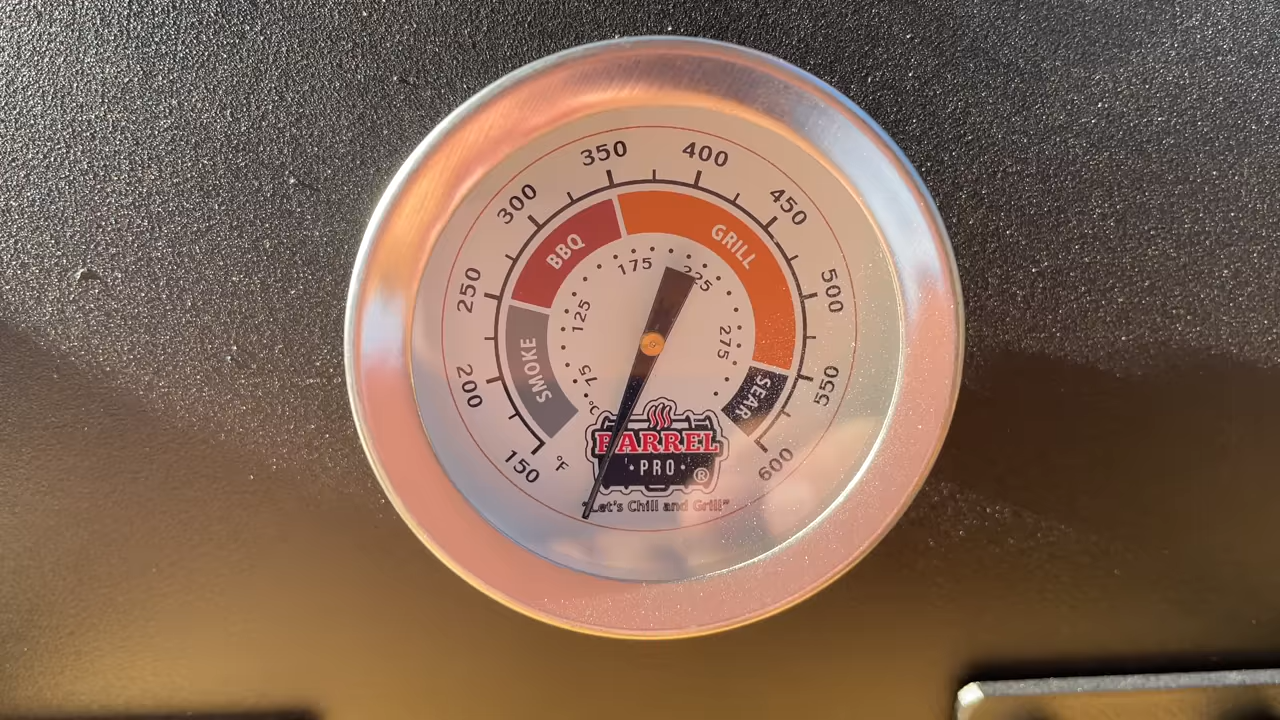 350 400
300 450
250 500
200 550
150 600
°F
BBQ
GRILL
SMOKE
SEAR
175 225
125 275
75
°C
BARREL
PRO
®
"Let's Chill and Grill"